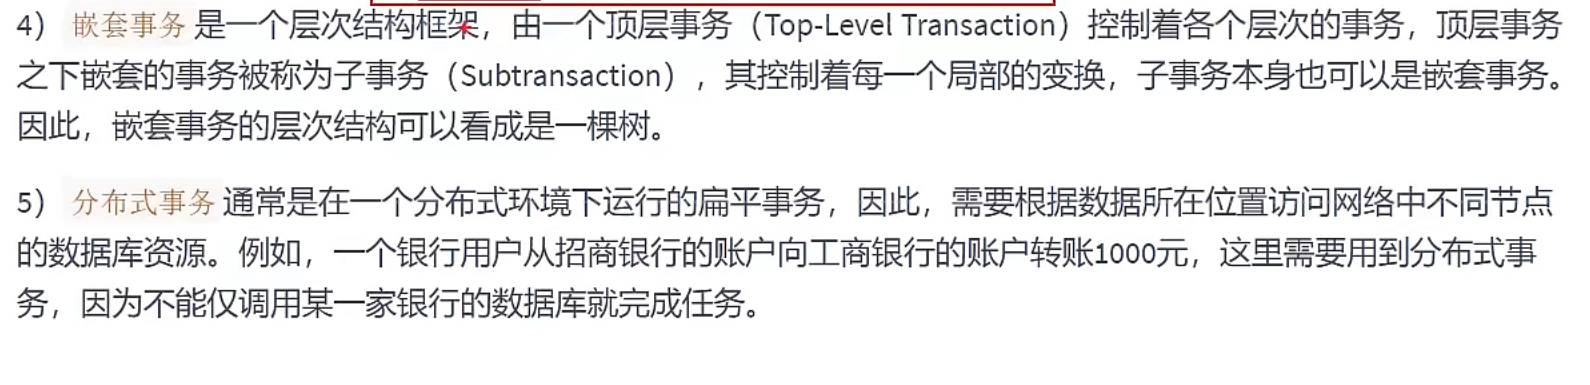 4) 嵌套事务 是一个层次结构框架，由一个顶层事务（Top-Level Transaction）控制着各个层次的事务，顶层事务
之下嵌套的事务被称为子事务（Subtransaction），其控制着每一个局部的变换，子事务本身也可以是嵌套事务。
因此，嵌套事务的层次结构可以看成是一棵树。
5) 分布式事务 通常是在一个分布式环境下运行的扁平事务，因此，需要根据数据所在位置访问网络中不同节点
的数据库资源。例如，一个银行用户从招商银行的账户向工商银行的账户转账1000元，这里需要用到分布式事
务，因为不能仅调用某一家银行的数据库就完成任务。